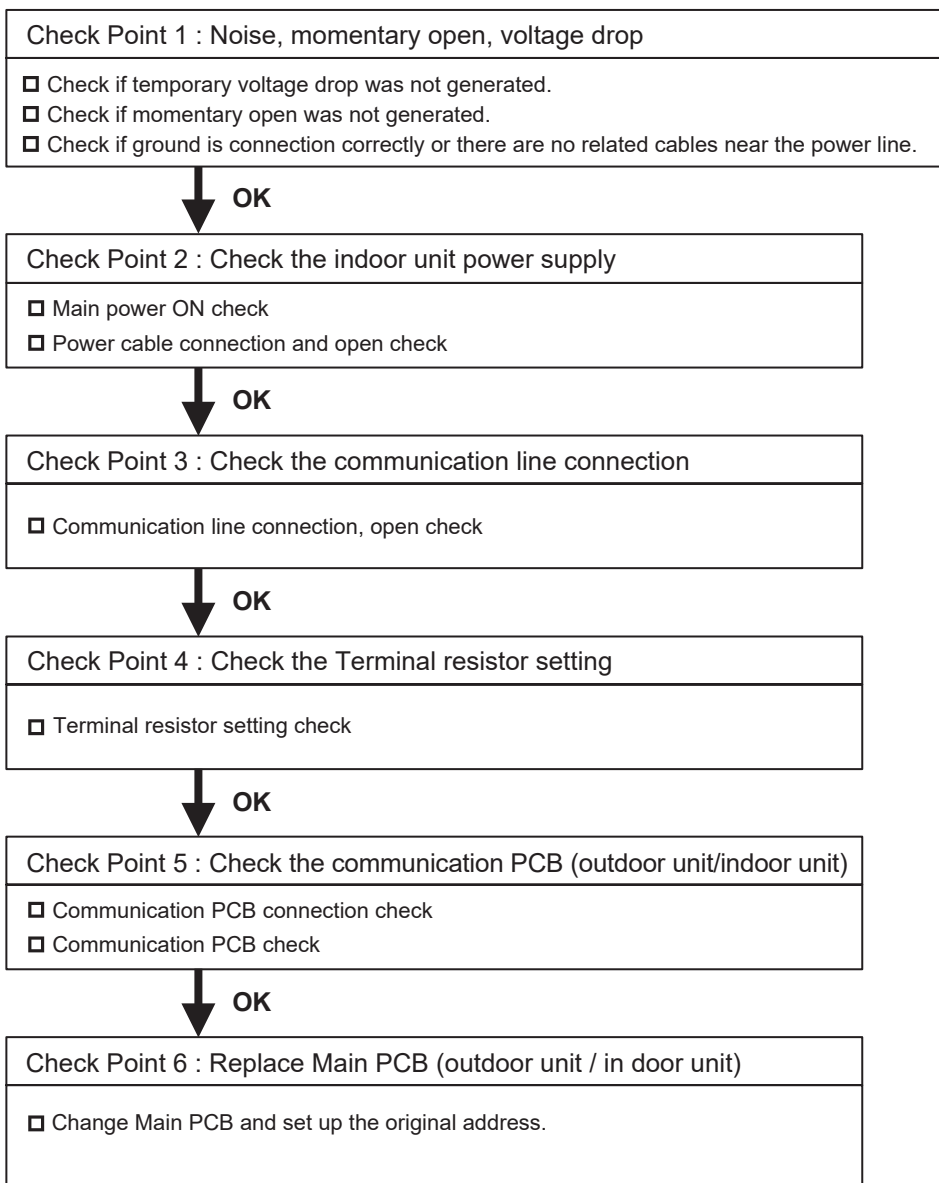 Check Point 1 : Noise, momentary open, voltage drop
Check if temporary voltage drop was not generated.
Check if momentary open was not generated.
Check if ground is connection correctly or there are no related cables near the power line.
OK
Check Point 2 : Check the indoor unit power supply
Main power ON check
Power cable connection and open check
OK
Check Point 3 : Check the communication line connection
Communication line connection, open check
OK
Check Point 4 : Check the Terminal resistor setting
Terminal resistor setting check
OK
Check Point 5 : Check the communication PCB (outdoor unit/indoor unit)
Communication PCB connection check
Communication PCB check
OK
Check Point 6 : Replace Main PCB (outdoor unit / in door unit)
Change Main PCB and set up the original address.